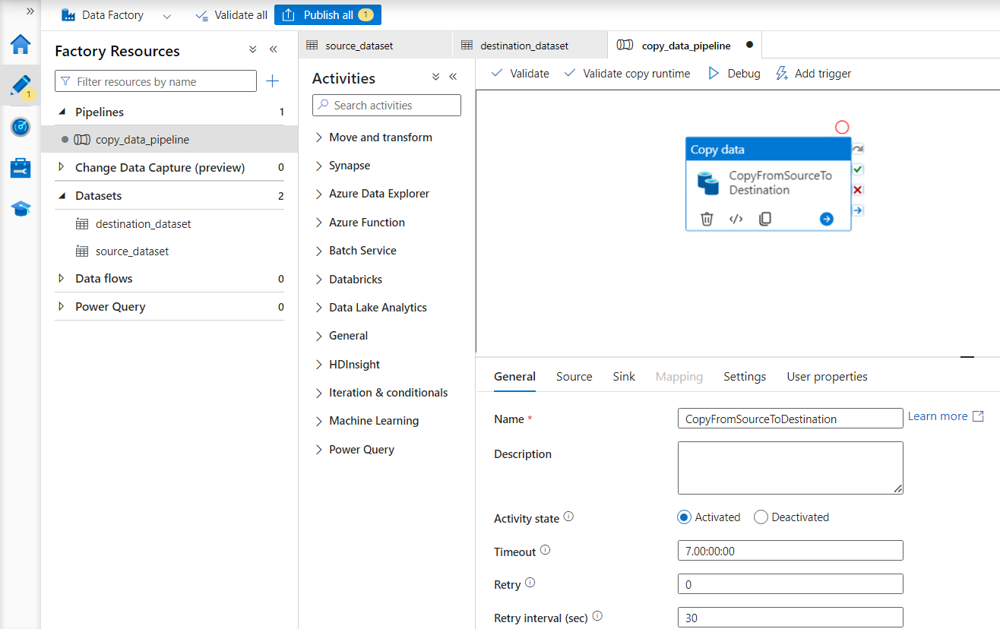 Data Factory
Validate all
Publish all 1
Factory Resources
Filter resources by name
1
Pipelines 1
copy_data_pipeline
Change Data Capture (preview) 0
Datasets 2
destination_dataset
source_dataset
Data flows 0
Power Query 0
source_dataset
destination_dataset
copy_data_pipeline
Activities
Search activities
Move and transform
Synapse
Azure Data Explorer
Azure Function
Batch Service
Databricks
Data Lake Analytics
General
HDInsight
Iteration & conditionals
Machine Learning
Power Query
Validate
Validate copy runtime
Debug
Add trigger
Copy data
CopyFromSourceTo
Destination
General
Source
Sink
Mapping
Settings
User properties
Name * CopyFromSourceToDestination Learn more
Description
Activity state Activated Deactivated
Timeout 7.00:00:00
Retry 0
Retry interval (sec) 30